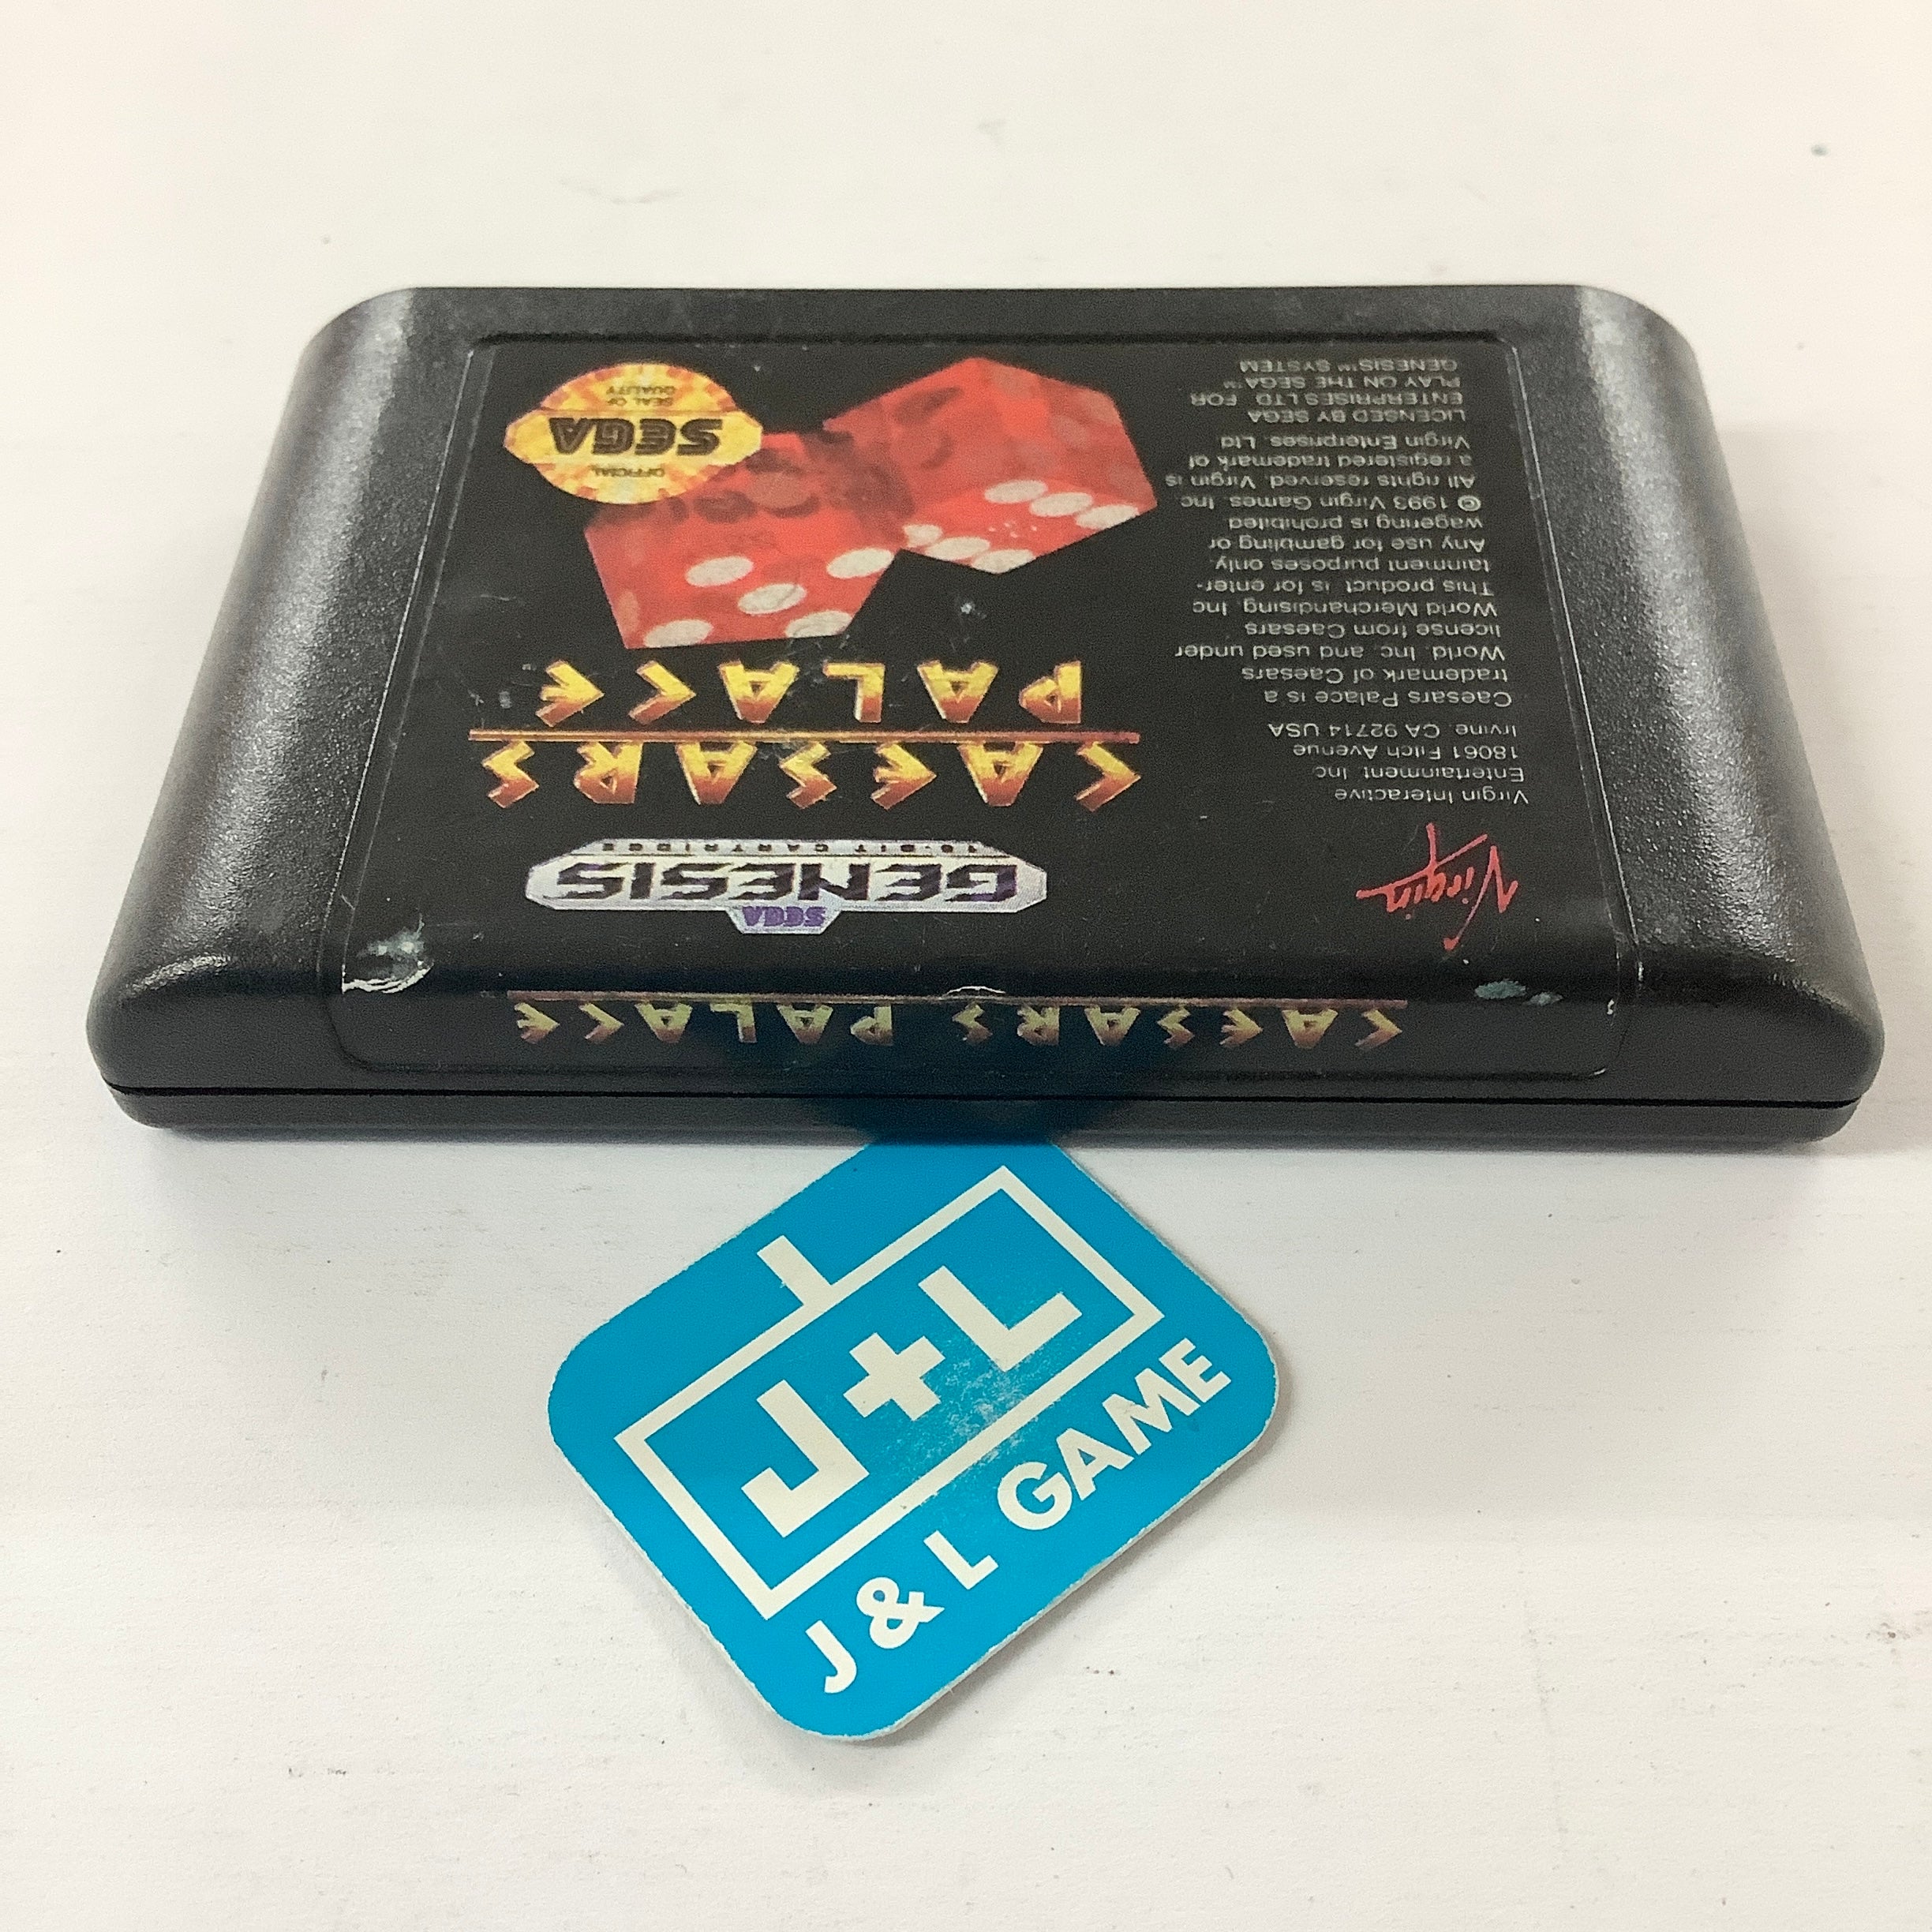 CAESARS PALACE
SEGA
GENESIS
16-BIT CARTRIDGE
CAESARS
PALACE
OFFICIAL
SEGA
SEAL OF
QUALITY
Virgin
Virgin Interactive
Entertainment Inc
18061 Fitch Avenue
Irvine, CA 92714 USA
Caesars Palace is a
trademark of Caesars
World, Inc. and used under
license from Caesars
World Merchandising, Inc.
This product is for enter-
tainment purposes only.
Any use for gambling or
wagering is prohibited.
© 1993 Virgin Games, Inc.
All rights reserved. Virgin is
a registered trademark of
Virgin Enterprises, Ltd.
LICENSED BY SEGA
ENTERPRISES LTD. FOR
PLAY ON THE SEGA™
GENESIS™ SYSTEM
J+L
J & L GAME